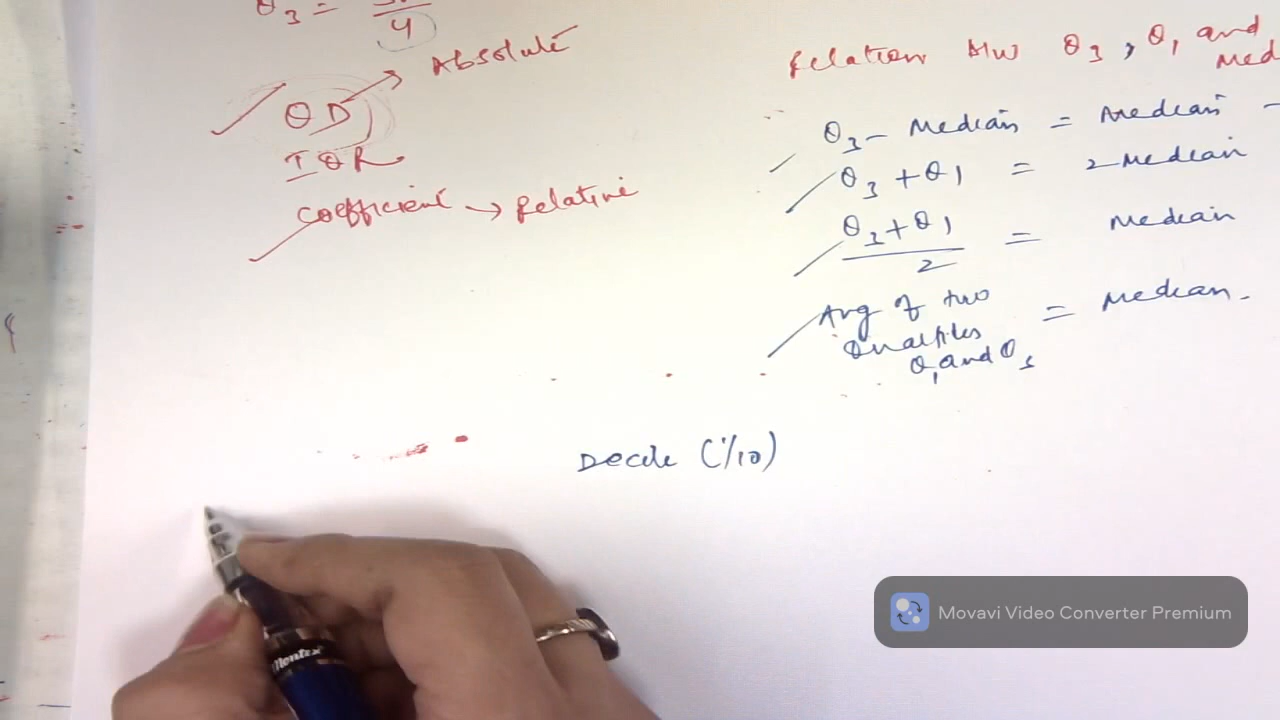 Q3 =
4
QD → Absolute
IQR
Coefficient → Relative
Relation b/w Q3, Q1 and
Med
Q3 - Median = Median -
Q3 + Q1 = 2 Median
Q3 + Q1 / 2 = Median
Avg of two = Median.
Quartiles
Q1 and Q3
Decile (1/10)
Montex
Movavi Video Converter Premium